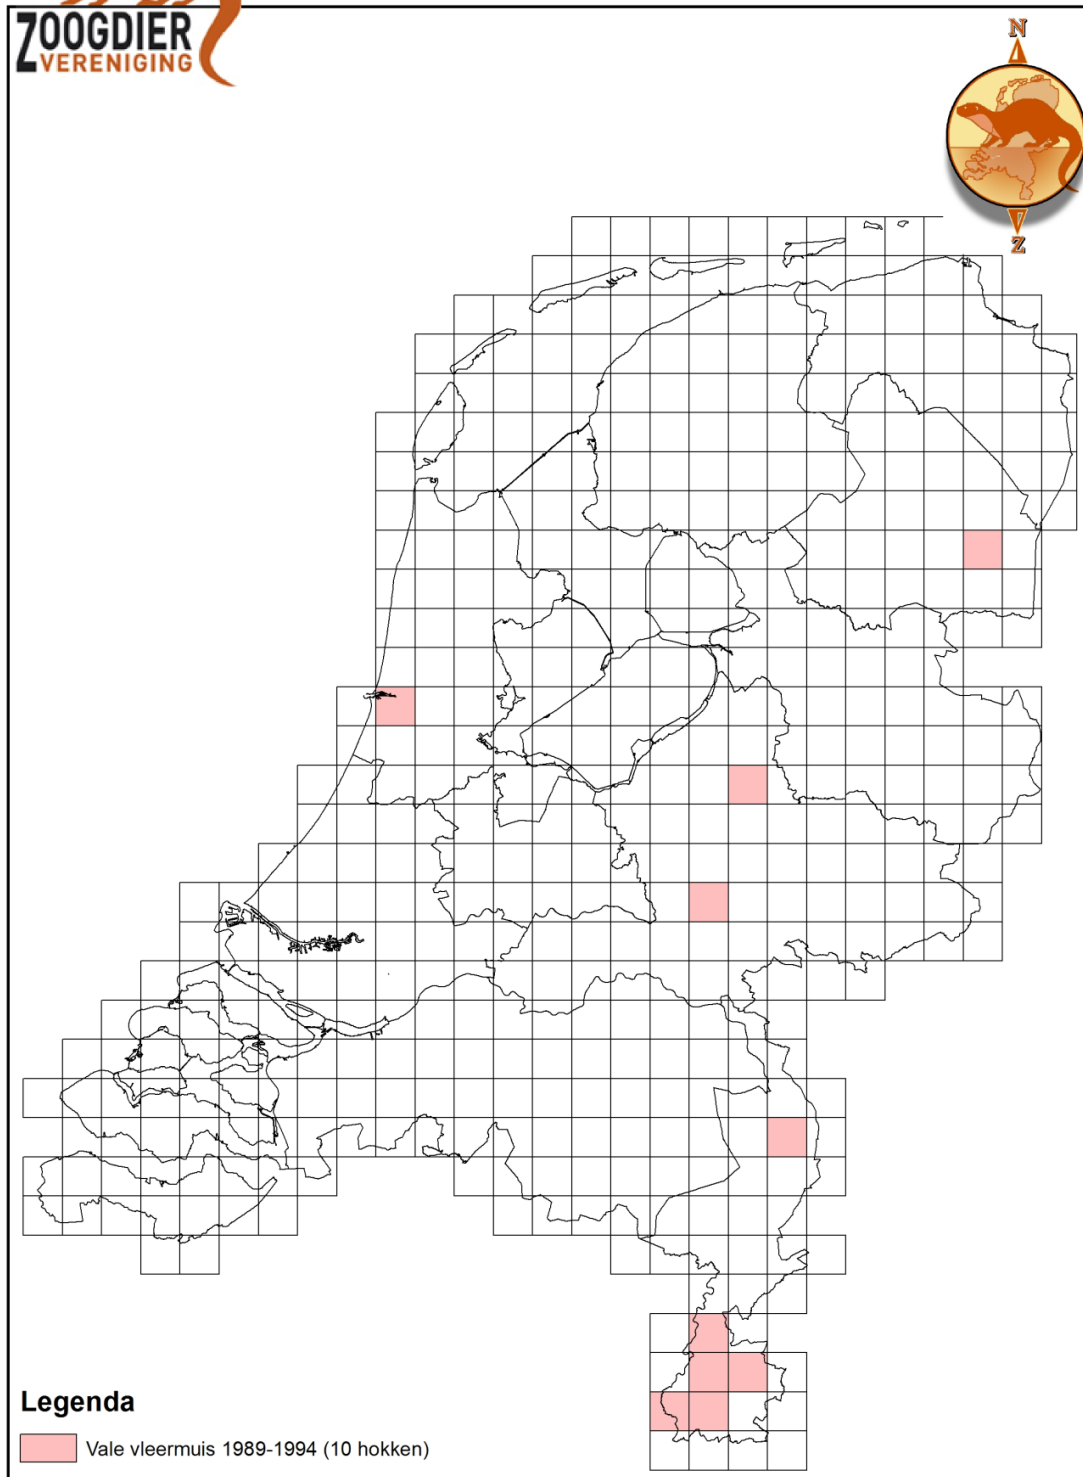 ZOOGDIER
VERENIGING
N
Z
Legenda
Vale vleermuis 1989-1994 (10 hokken)